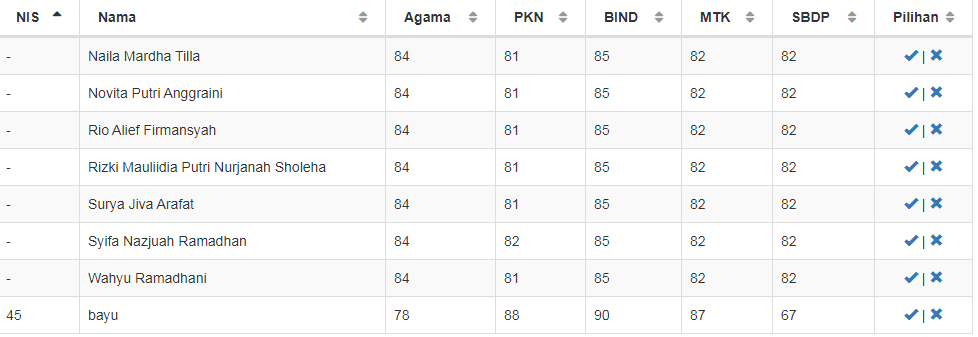 NIS Nama Agama PKN BIND MTK SBDP Pilihan
- Naila Mardha Tilla 84 81 85 82 82 |
- Novita Putri Anggraini 84 81 85 82 82 |
- Rio Alief Firmansyah 84 81 85 82 82 |
- Rizki Mauliidia Putri Nurjanah Sholeha 84 81 85 82 82 |
- Surya Jiva Arafat 84 81 85 82 82 |
- Syifa Nazjuah Ramadhan 84 82 85 82 82 |
- Wahyu Ramadhani 84 81 85 82 82 |
45 bayu 78 88 90 87 67 |